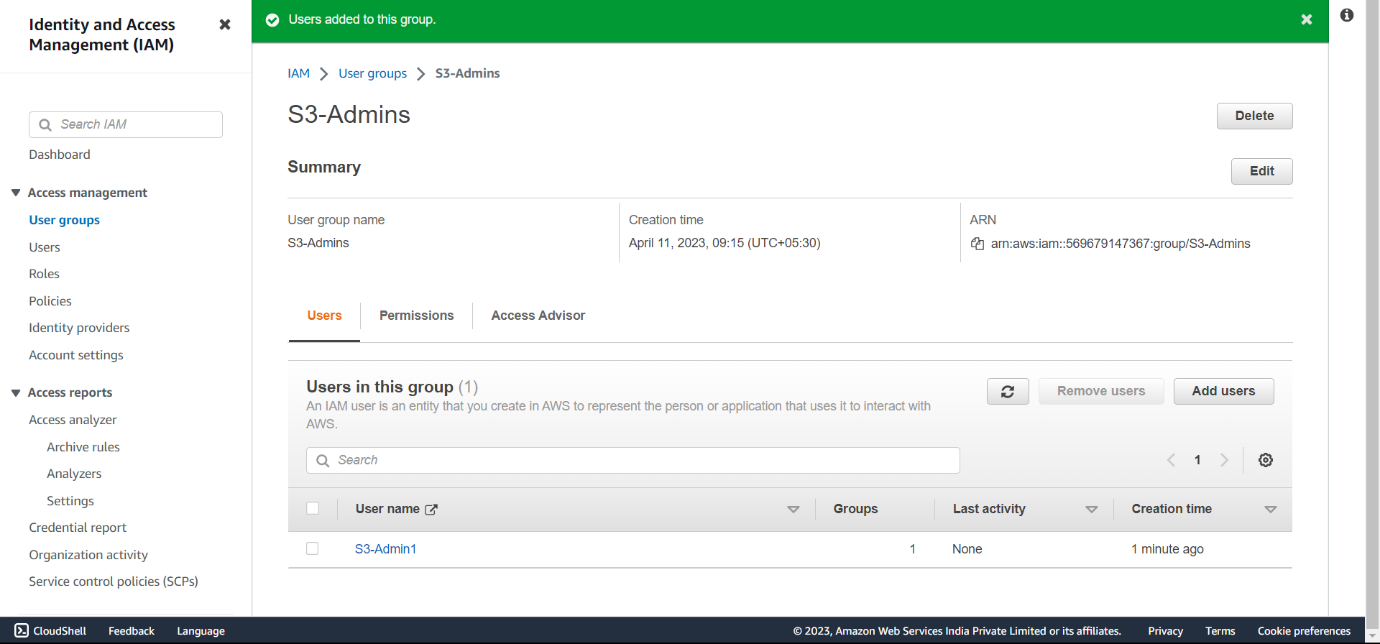 Identity and Access
Management (IAM)
Search IAM
Dashboard
Access management
User groups
Users
Roles
Policies
Identity providers
Account settings
Access reports
Access analyzer
Archive rules
Analyzers
Settings
Credential report
Organization activity
Service control policies (SCPs)
Users added to this group.
IAM User groups S3-Admins
S3-Admins
Delete
Summary
Edit
User group name
S3-Admins
Creation time
April 11, 2023, 09:15 (UTC+05:30)
ARN
arn:aws:iam::569679147367:group/S3-Admins
Users Permissions Access Advisor
Users in this group (1)
An IAM user is an entity that you create in AWS to represent the person or application that uses it to interact with
AWS.
Remove users
Add users
Search
1
User name Groups Last activity Creation time
S3-Admin1 1 None 1 minute ago
CloudShell Feedback Language © 2023, Amazon Web Services India Private Limited or its affiliates. Privacy Terms Cookie preferences